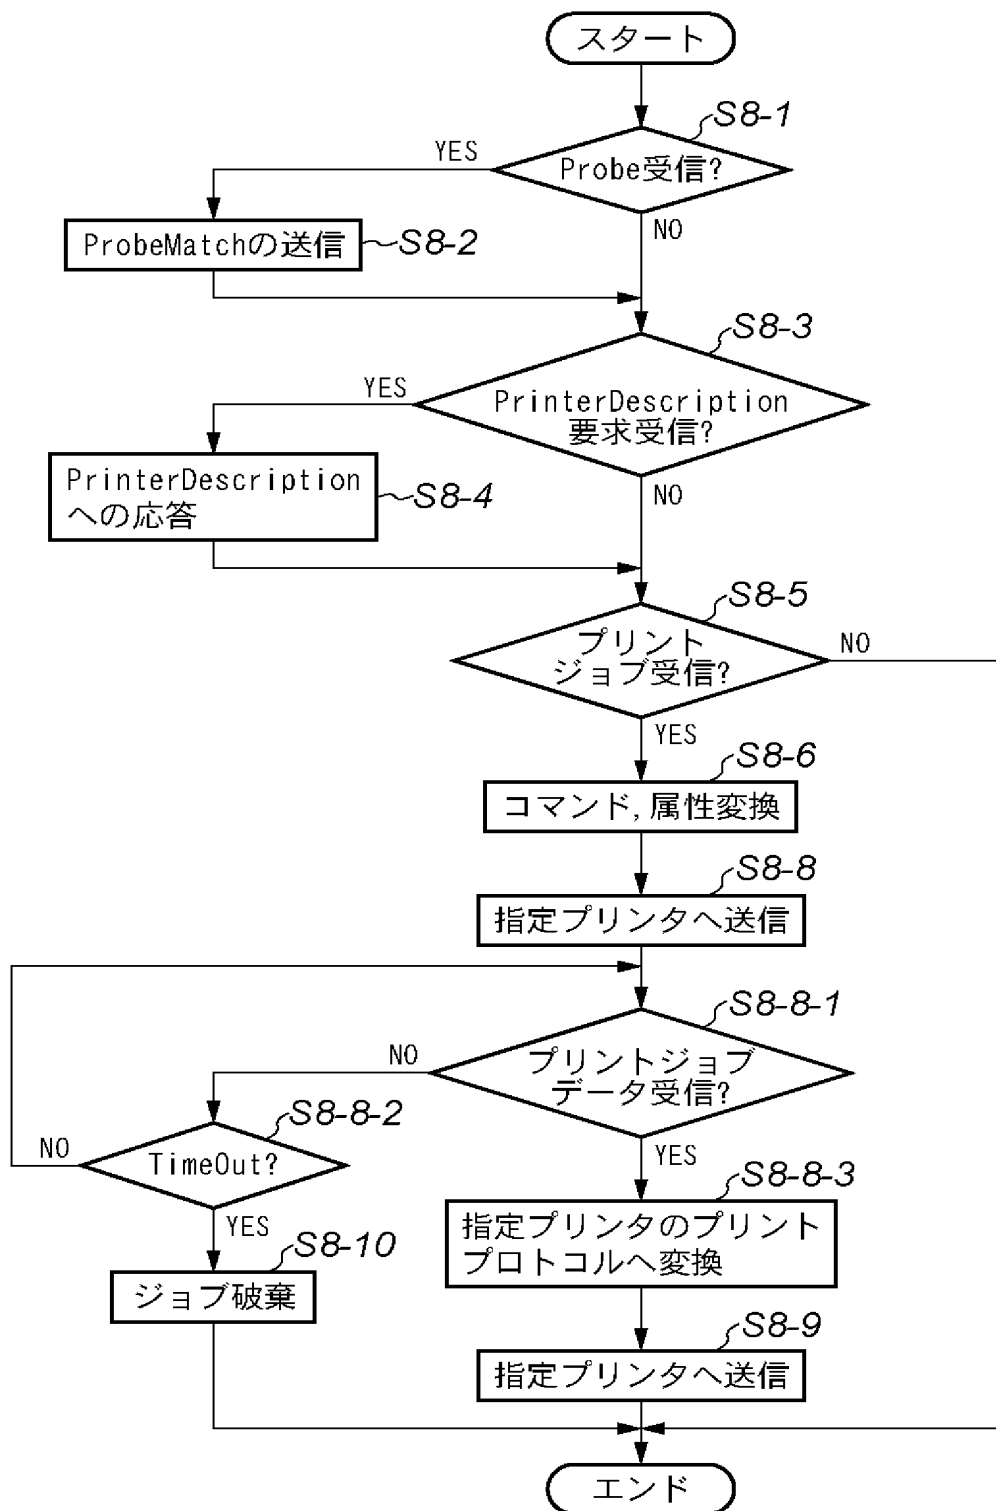 スタート
S8-1
YES
Probe受信?
NO
ProbeMatchの送信
S8-2
S8-3
YES
PrinterDescription
要求受信?
NO
PrinterDescription
への応答
S8-4
S8-5
プリント
ジョブ受信?
NO
YES
S8-6
コマンド,属性変換
S8-8
指定プリンタへ送信
S8-8-1
NO
プリントジョブ
データ受信?
S8-8-2
NO
TimeOut?
YES
YES
S8-8-3
指定プリンタのプリント
プロトコルへ変換
S8-10
ジョブ破棄
S8-9
指定プリンタへ送信
エンド